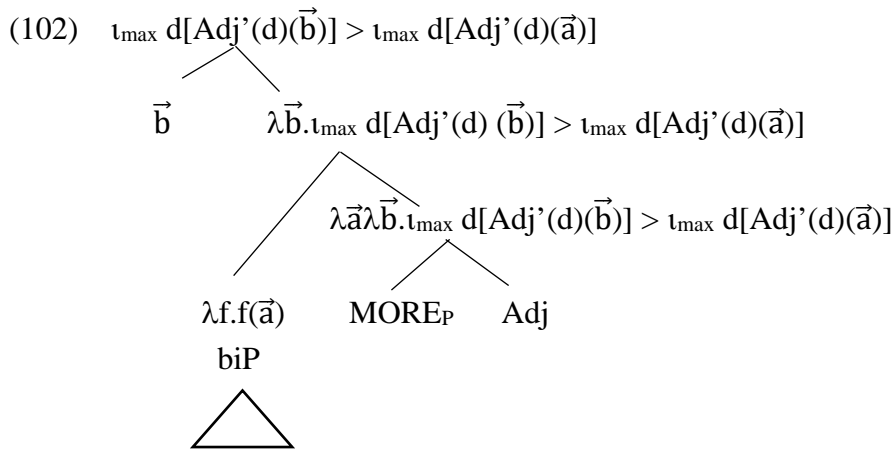 (102) ι_max d[Adj’(d)(b⃗)] > ι_max d[Adj’(d)(a⃗)]
b⃗ λb⃗.ι_max d[Adj’(d) (b⃗)] > ι_max d[Adj’(d)(a⃗)]
λa⃗λb⃗.ι_max d[Adj’(d)(b⃗)] > ι_max d[Adj’(d)(a⃗)]
λf.f(a⃗) MORE_P Adj
biP